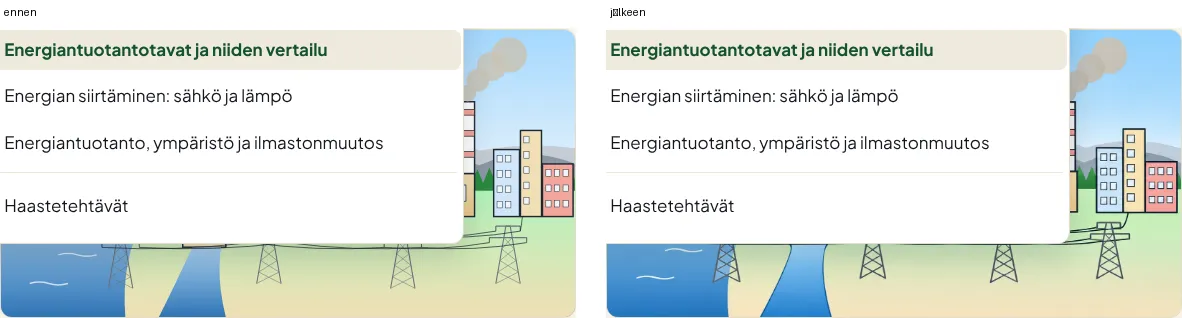 ennen
Energiantuotantotavat ja niiden vertailu
Energian siirtäminen: sähkö ja lämpö
Energiantuotanto, ympäristö ja ilmastonmuutos
Haastetehtävät
j▯lkeen
Energiantuotantotavat ja niiden vertailu
Energian siirtäminen: sähkö ja lämpö
Energiantuotanto, ympäristö ja ilmastonmuutos
Haastetehtävät